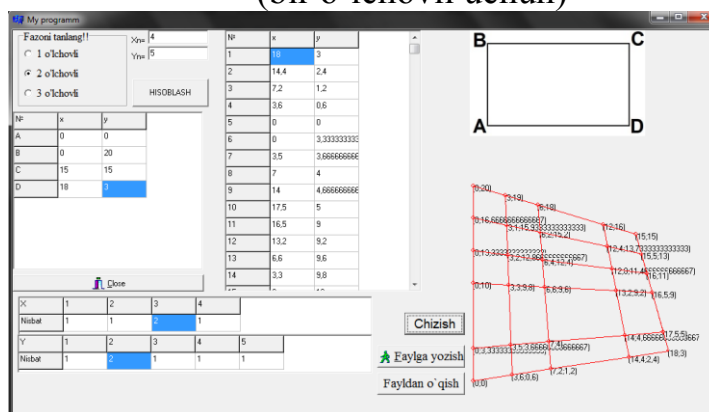 (bir o`lchovli uchun)
My programm
Fazoni tanlang!!
1 o'lchovli
2 o'lchovli
3 o'lchovli
Xn= 4
Yn= 5
HISOBLASH
№ x y
A 0 0
B 0 20
C 15 15
D 18 3
Close
№ x y
1 18 3
2 14,4 2,4
3 7,2 1,2
4 3,6 0,6
5 0 0
6 0 3,33333333
7 3,5 3,66666666
8 7 4
9 14 4,66666666
10 17,5 5
11 16,5 9
12 13,2 9,2
13 6,6 9,6
14 3,3 9,8
X 1 2 3 4
Nisbat 1 1 2 1
Y 1 2 3 4 5
Nisbat 1 2 1 1 1
Chizish
Faylga yozish
Fayldan o`qish
B C
A D
(0;20)
(3;19)
(6;18)
(12;16)
(15;15)
(0;10)
(3,3;9,8)
(6,6;9,6)
(13,2;9,2)
(16,5;9)
(16;11)
(15,5;13)
(7;4)
(17,5;5)
(0;0)
(3,6;0,6)
(7,2;1,2)
(14,4;2,4)
(18;3)